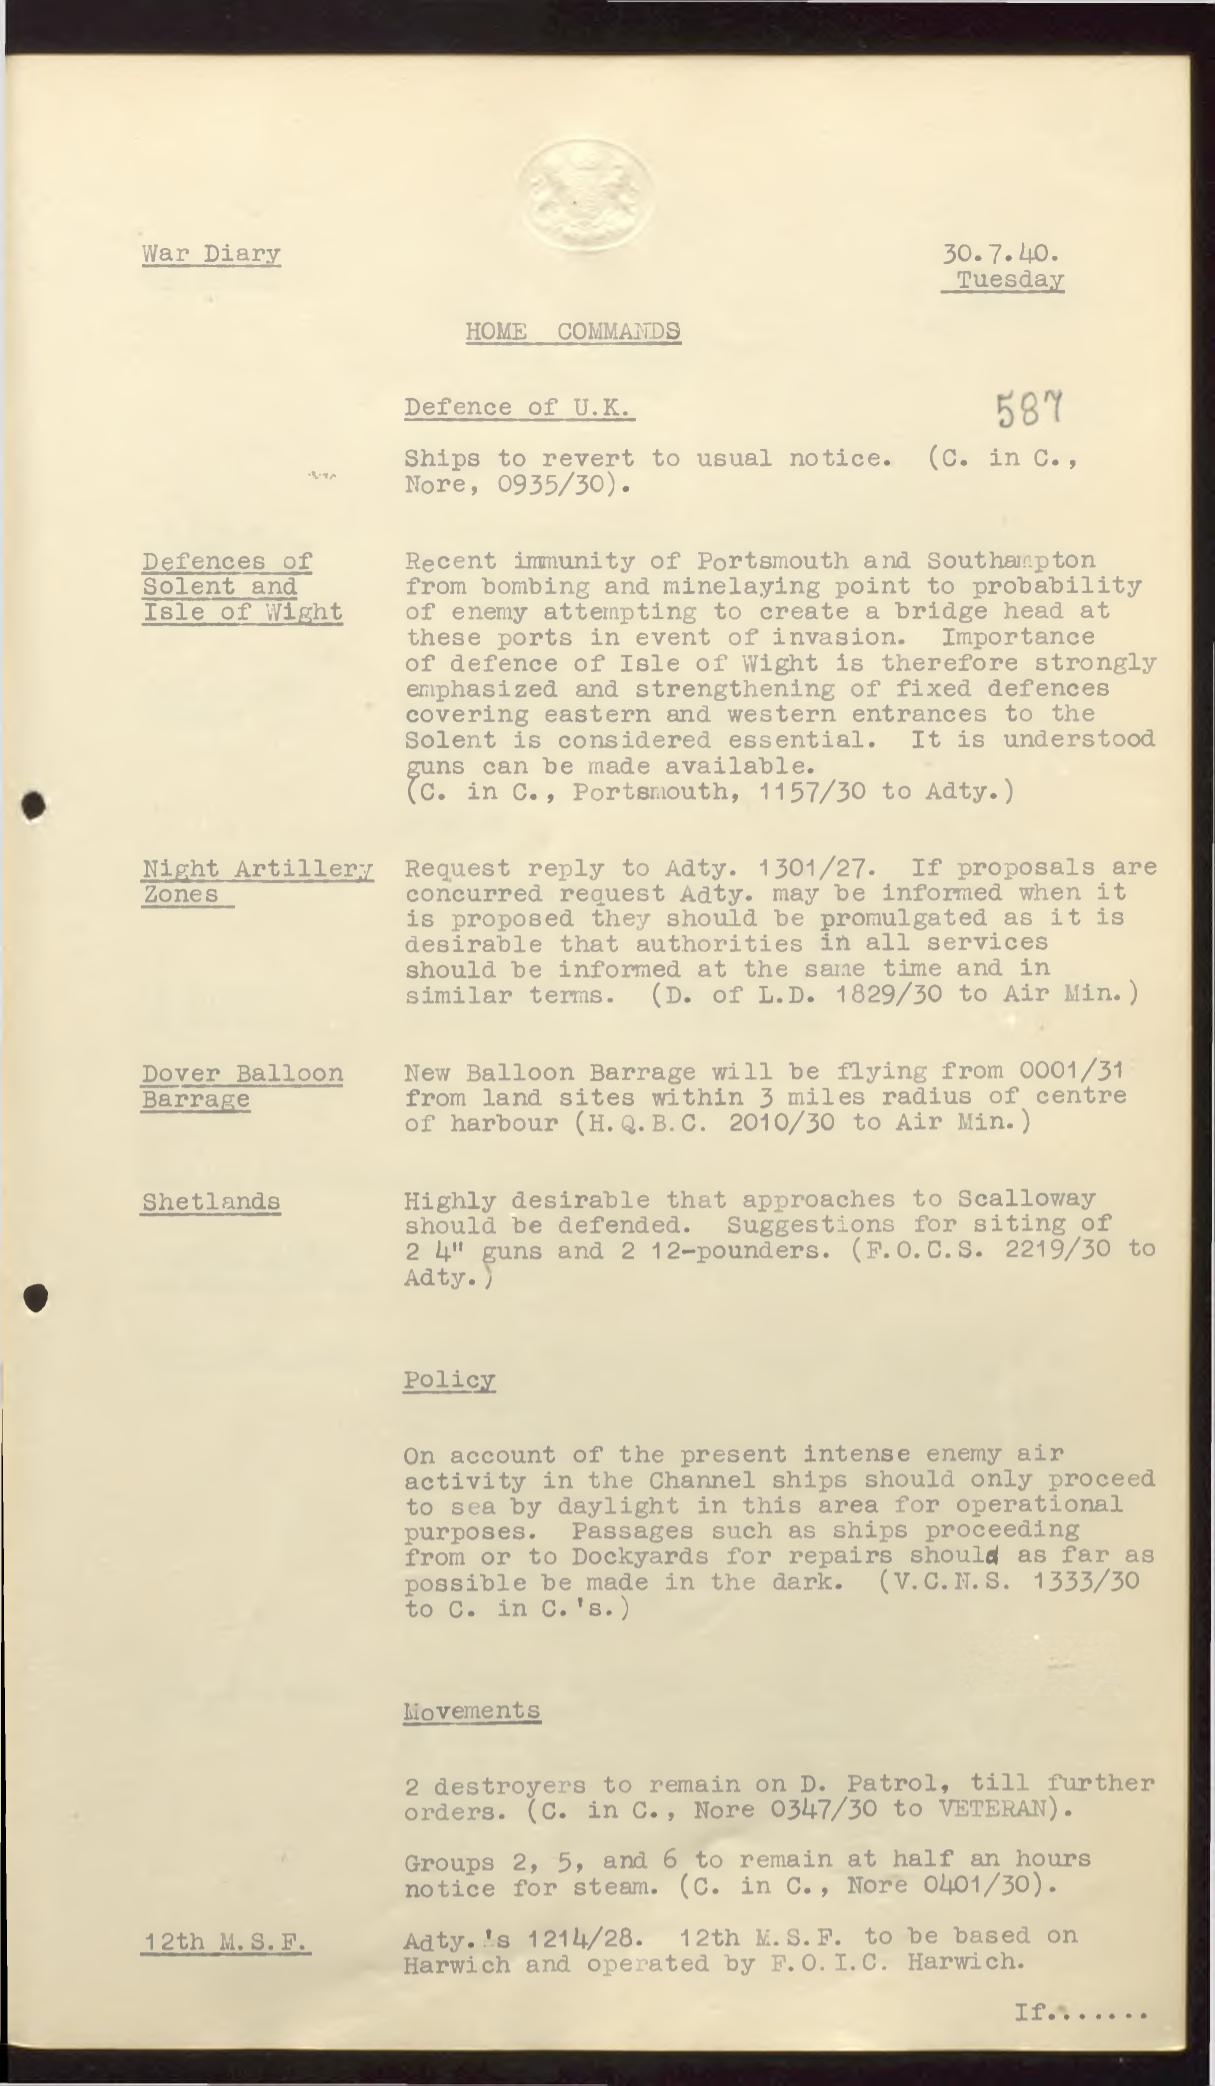 War Diary
30.7.40.
Tuesday
HOME COMMANDS
Defence of U.K.
587
Ships to revert to usual notice. (C. in C.,
Nore, 0935/30).
Defences of
Solent and
Isle of Wight
Recent immunity of Portsmouth and Southampton
from bombing and minelaying point to probability
of enemy attempting to create a bridge head at
these ports in event of invasion. Importance
of defence of Isle of Wight is therefore strongly
emphasized and strengthening of fixed defences
covering eastern and western entrances to the
Solent is considered essential. It is understood
guns can be made available.
(C. in C., Portsmouth, 1157/30 to Adty.)
Night Artillery
Zones
Request reply to Adty. 1301/27. If proposals are
concurred request Adty. may be informed when it
is proposed they should be promulgated as it is
desirable that authorities in all services
should be informed at the same time and in
similar terms. (D. of L.D. 1829/30 to Air Min.)
Dover Balloon
Barrage
New Balloon Barrage will be flying from 0001/31
from land sites within 3 miles radius of centre
of harbour (H.Q.B.C. 2010/30 to Air Min.)
Shetlands
Highly desirable that approaches to Scalloway
should be defended. Suggestions for siting of
2 4" guns and 2 12-pounders. (F.O.C.S. 2219/30 to
Adty.)
Policy
On account of the present intense enemy air
activity in the Channel ships should only proceed
to sea by daylight in this area for operational
purposes. Passages such as ships proceeding
from or to Dockyards for repairs should as far as
possible be made in the dark. (V.C.N.S. 1333/30
to C. in C.'s.)
Movements
2 destroyers to remain on D. Patrol, till further
orders. (C. in C., Nore 0347/30 to VETERAN).
Groups 2, 5, and 6 to remain at half an hours
notice for steam. (C. in C., Nore 0401/30).
12th M.S.F.
Adty.'s 1214/28. 12th M.S.F. to be based on
Harwich and operated by F.O.I.C. Harwich.
If.......